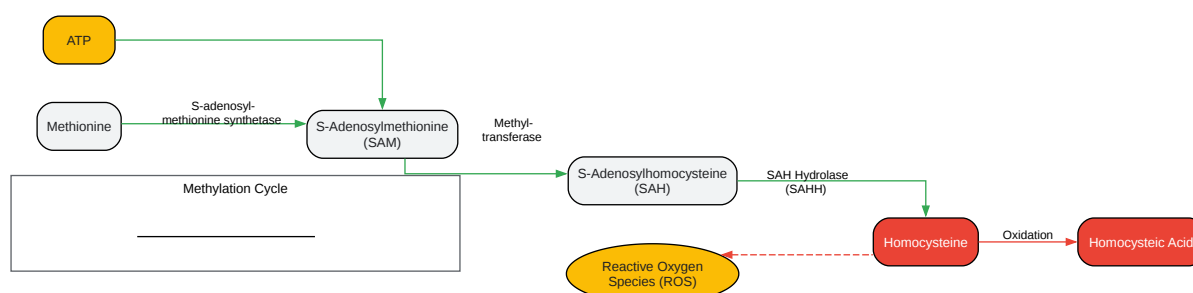 ATP
Methionine
S-adenosyl-
methionine synthetase
S-Adenosylmethionine
(SAM)
Methyl-
transferase
S-Adenosylhomocysteine
(SAH)
SAH Hydrolase
(SAHH)
Methylation Cycle
Homocysteine
Oxidation
Homocysteic Acid
Reactive Oxygen
Species (ROS)